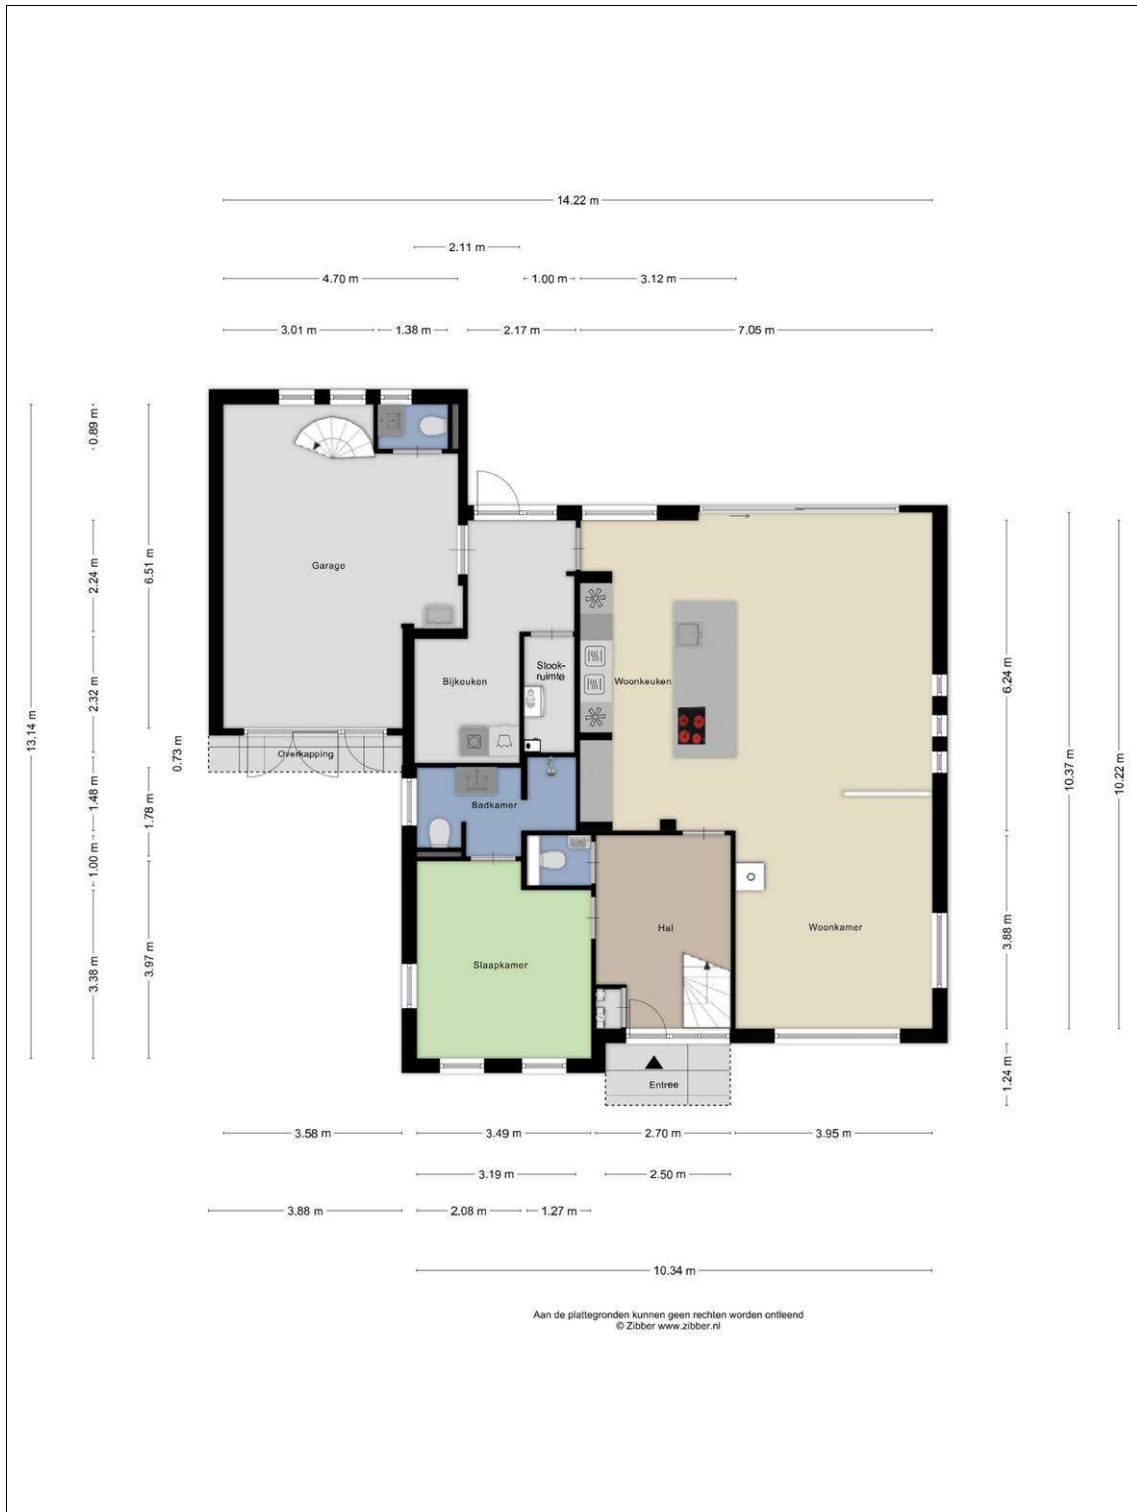 14.22 m
2.11 m
4.70 m
1.00 m
3.12 m
3.01 m
1.38 m
2.17 m
7.05 m
13.14 m
0.89 m
2.24 m
2.32 m
1.48 m
1.00 m
3.38 m
6.51 m
1.78 m
3.97 m
0.73 m
Garage
Bijkeuken
Stook-
ruimte
Woonkeuken
Overkapping
Badkamer
Slaapkamer
Hal
Woonkamer
Entree
6.24 m
3.88 m
1.24 m
10.37 m
10.22 m
3.58 m
3.49 m
2.70 m
3.95 m
3.19 m
2.50 m
3.88 m
2.08 m
1.27 m
10.34 m
Aan de plattegronden kunnen geen rechten worden ontleend
© Zibber www.zibber.nl